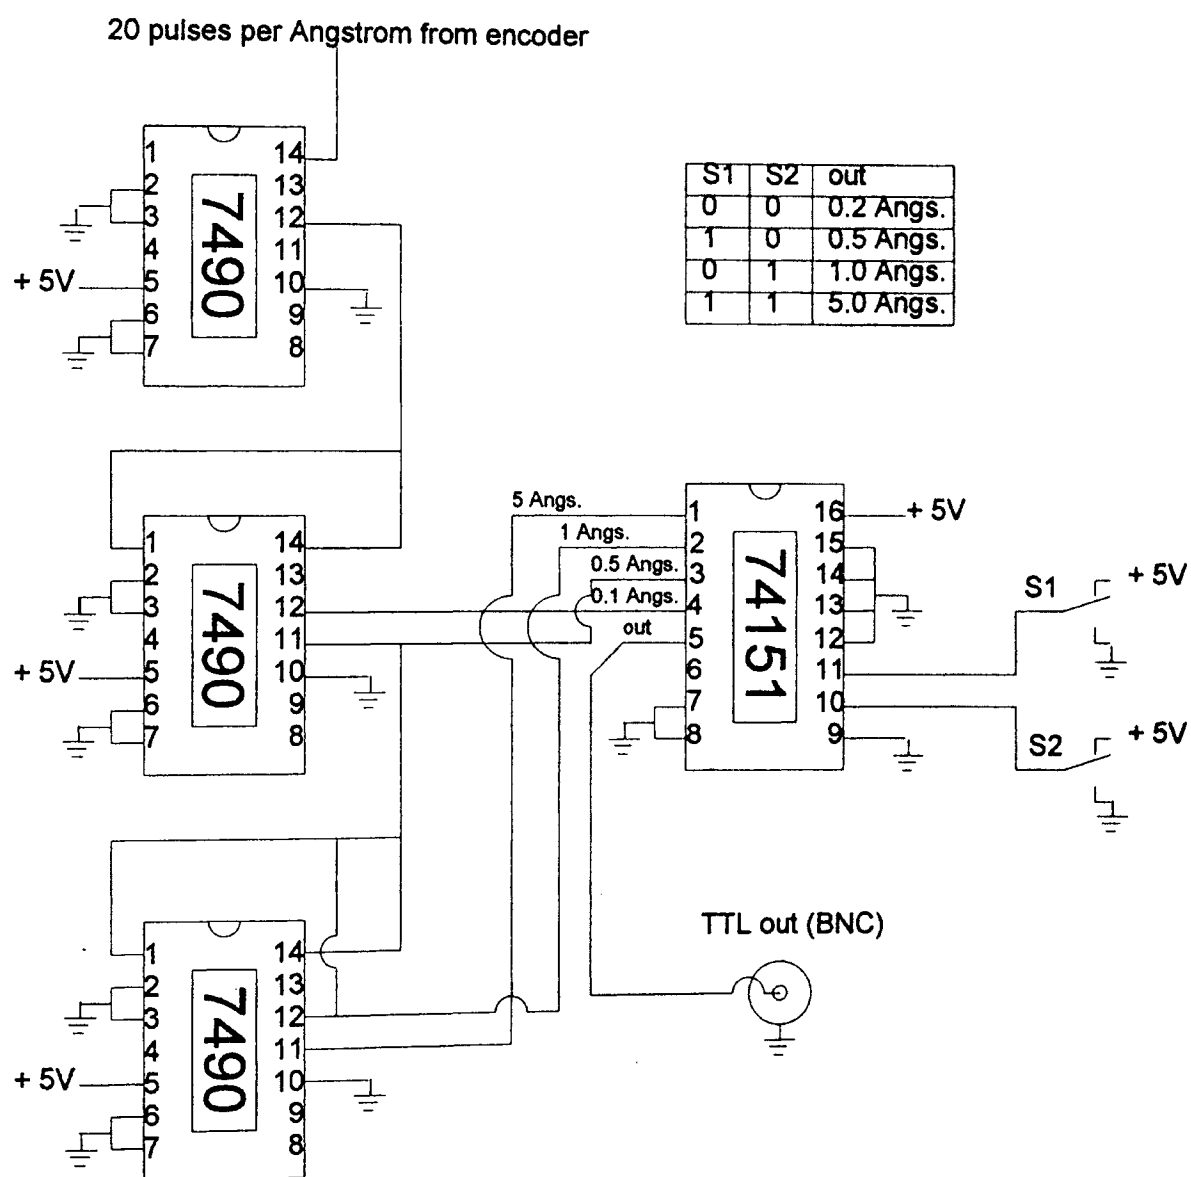 20 pulses per Angstrom from encoder
1 14
2 13
3 12
4 11
+ 5V 5 10
6 9
7 8
7490
S1 S2 out
0 0 0.2 Angs.
1 0 0.5 Angs.
0 1 1.0 Angs.
1 1 5.0 Angs.
1 14
2 13
3 12
4 11
+ 5V 5 10
6 9
7 8
7490
5 Angs.
1 Angs.
0.5 Angs.
0.1 Angs.
out
1 16 + 5V
2 15
3 14
4 13
5 12
6 11
7 10
8 9
74151
S1 + 5V
S2 + 5V
TTL out (BNC)
1 14
2 13
3 12
4 11
+ 5V 5 10
6 9
7 8
7490